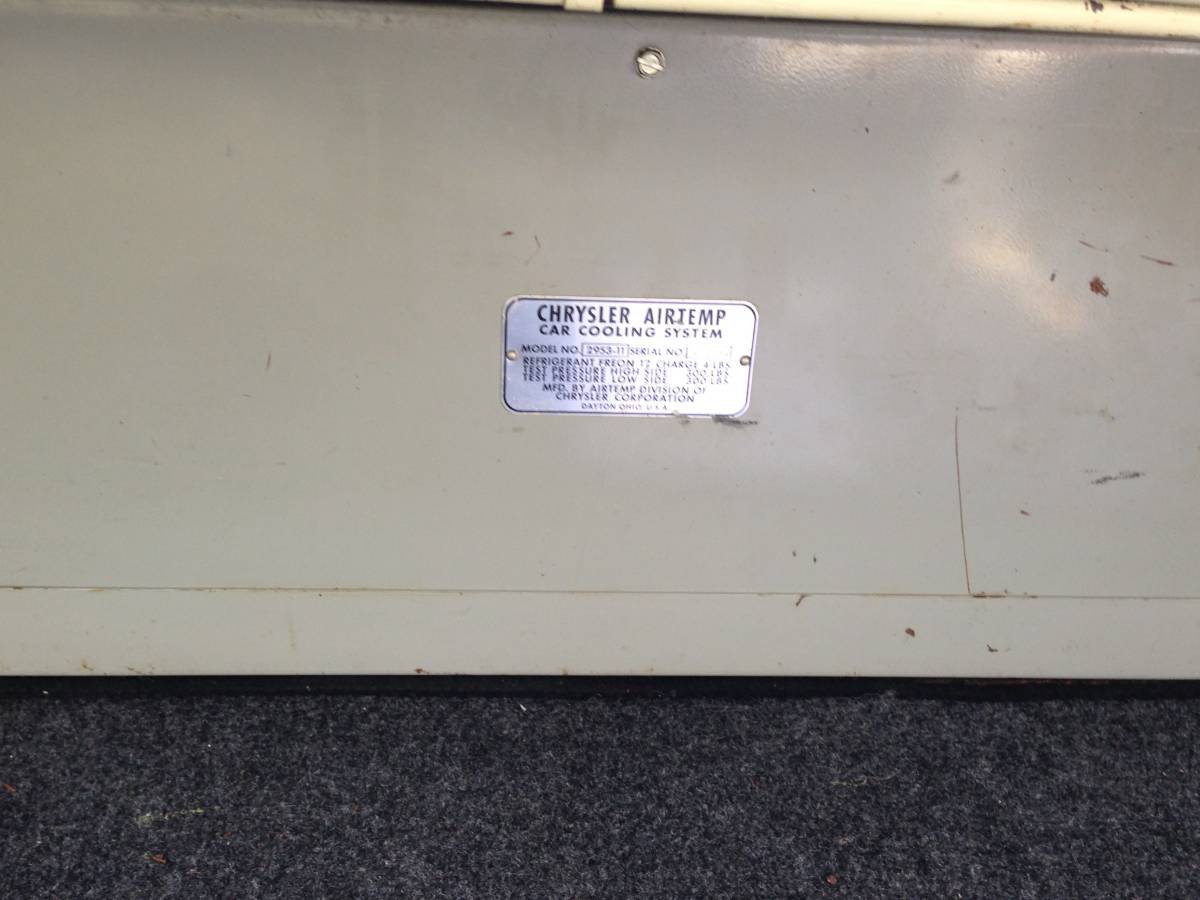 CHRYSLER AIRTEMP
CAR COOLING SYSTEM
MODEL NO. 2953-11 SERIAL NO.
REFRIGERANT FREON 12 CHARGE 4 LBS
TEST PRESSURE HIGH SIDE 300 LBS
TEST PRESSURE LOW SIDE 300 LBS
MFD. BY AIRTEMP DIVISION OF
CHRYSLER CORPORATION
DAYTON OHIO, U.S.A.